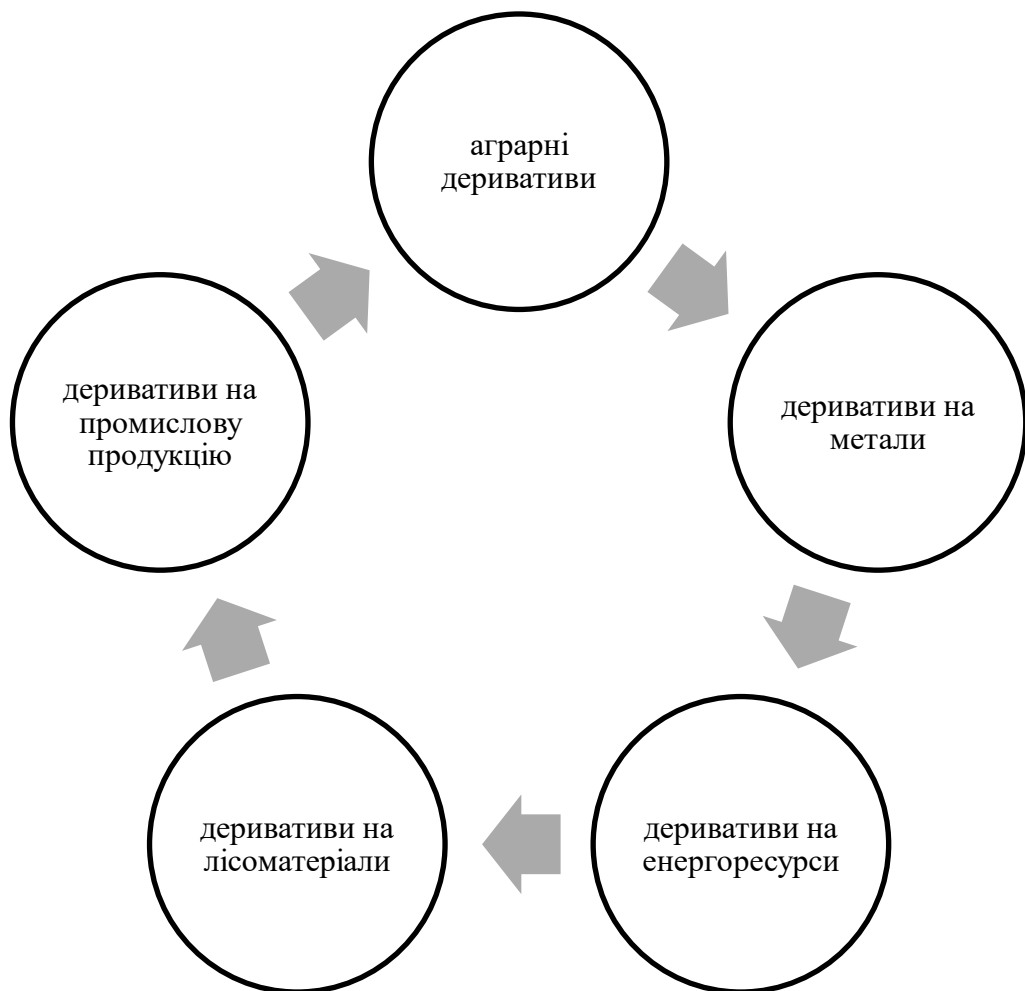 аграрні
деривативи
деривативи на
метали
деривативи на
енергоресурси
деривативи на
лісоматеріали
деривативи на
промислову
продукцію